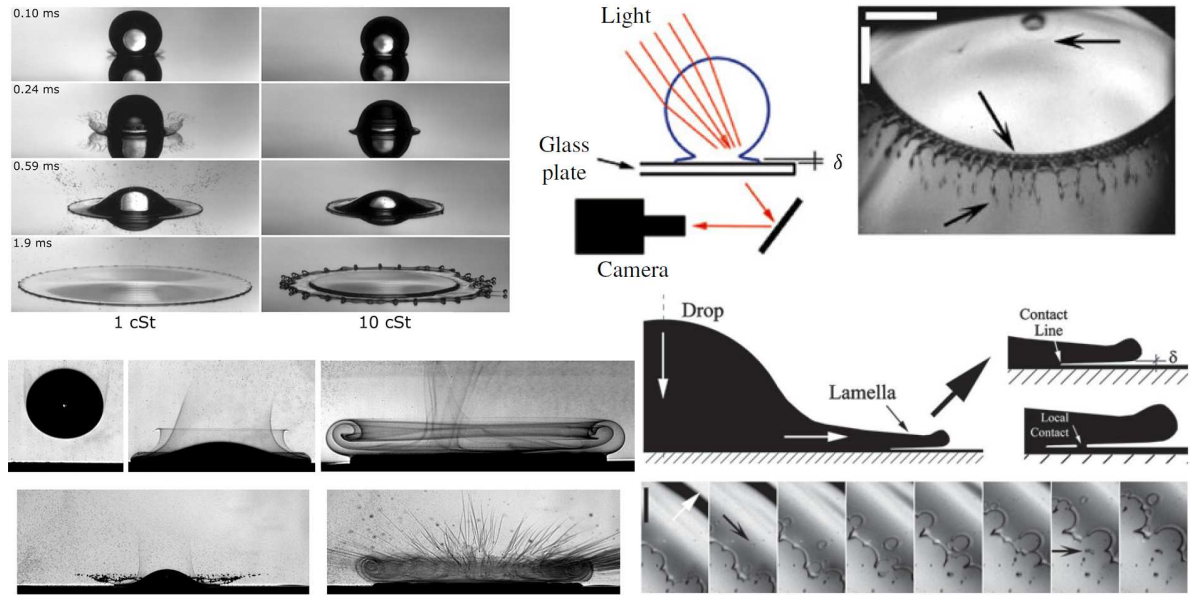 0.10 ms
0.24 ms
0.59 ms
1.9 ms
1 cSt
10 cSt
Light
Glass
plate
δ
Camera
Drop
Lamella
Contact
Line
δ
Local
Contact